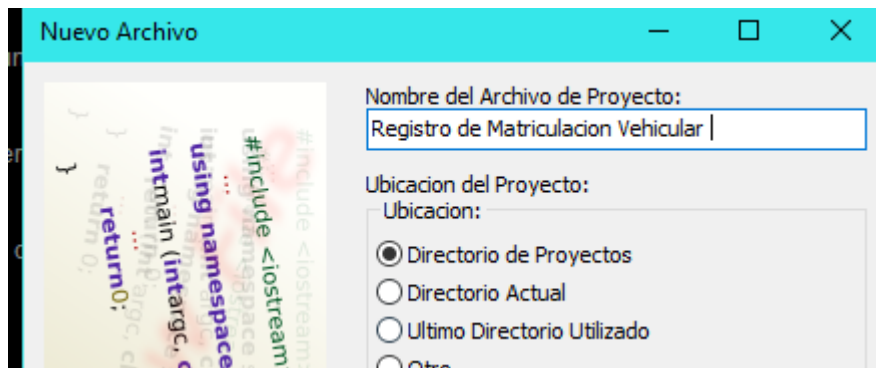 Nuevo Archivo
Nombre del Archivo de Proyecto:
Registro de Matriculacion Vehicular
Ubicacion del Proyecto:
Ubicacion:
Directorio de Proyectos
Directorio Actual
Ultimo Directorio Utilizado
Otro
#include <iostream>
using namespace
...
intmain (intargc, c
...
return0;
}